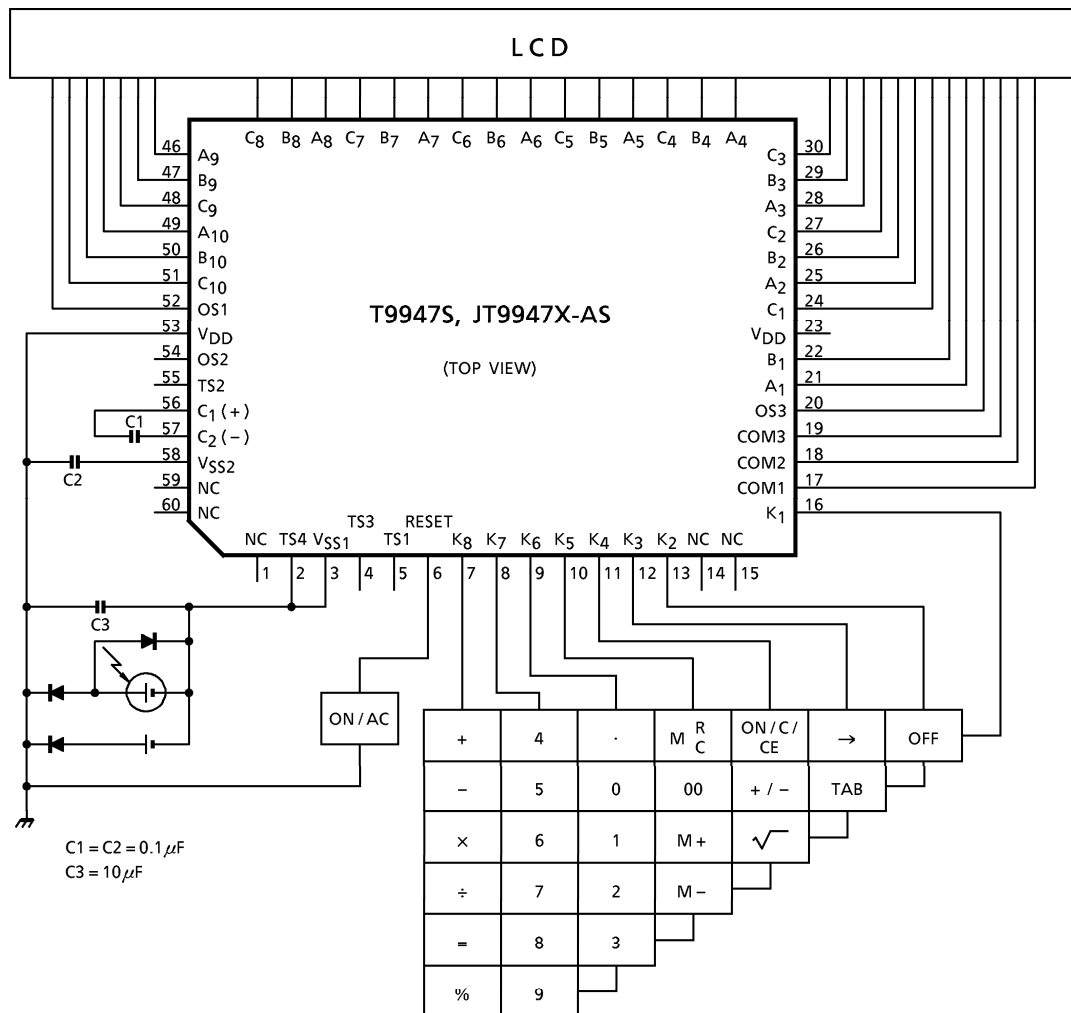 LCD
C8 B8 A8 C7 B7 A7 C6 B6 A6 C5 B5 A5 C4 B4 A4
46 A9
47 B9
48 C9
49 A10
50 B10
51 C10
52 OS1
53 VDD
54 OS2
55 TS2
56 C1 (+)
57 C2 (−)
58 VSS2
59 NC
60 NC
C1
C2
T9947S, JT9947X-AS
(TOP VIEW)
C3 30
B3 29
A3 28
C2 27
B2 26
A2 25
C1 24
VDD 23
B1 22
A1 21
OS3 20
COM3 19
COM2 18
COM1 17
K1 16
TS3 RESET
NC TS4 VSS1 TS1 K8 K7 K6 K5 K4 K3 K2 NC NC
1 2 3 4 5 6 7 8 9 10 11 12 13 14 15
C3
ON/AC
+ 4 · M R C ON/C/ CE → OFF
− 5 0 00 +/− TAB
× 6 1 M+ √
÷ 7 2 M−
= 8 3
% 9
C1 = C2 = 0.1 μF
C3 = 10 μF